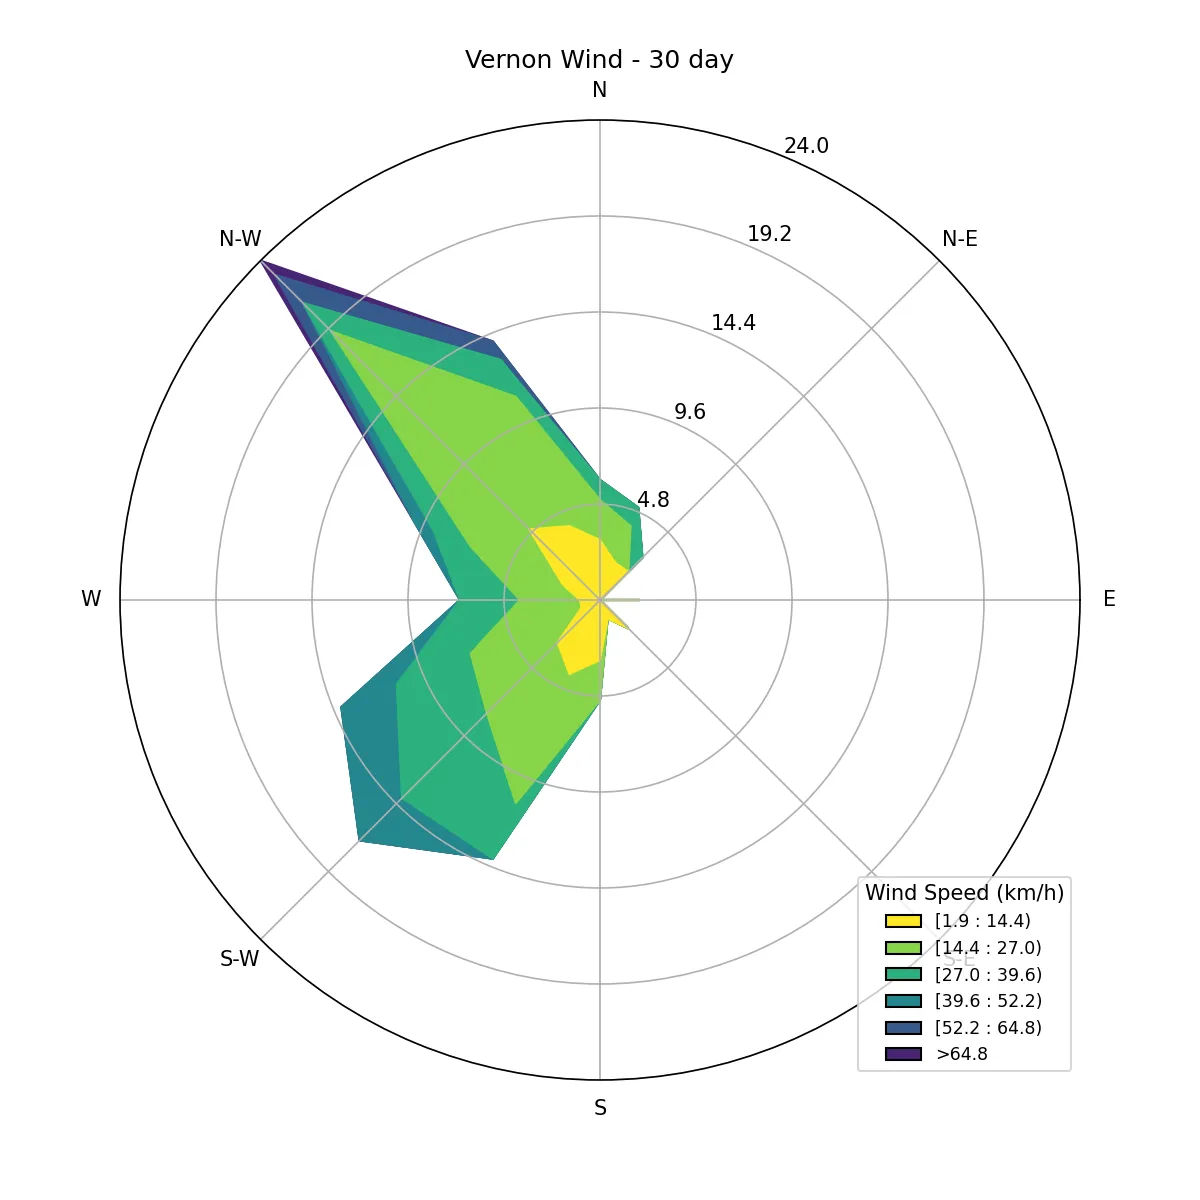 Vernon Wind - 30 day
N
24.0
19.2
N-W
N-E
14.4
9.6
4.8
W
E
Wind Speed (km/h)
[1.9 : 14.4)
[14.4 : 27.0)
S-W
S-E
[27.0 : 39.6)
[39.6 : 52.2)
[52.2 : 64.8)
>64.8
S